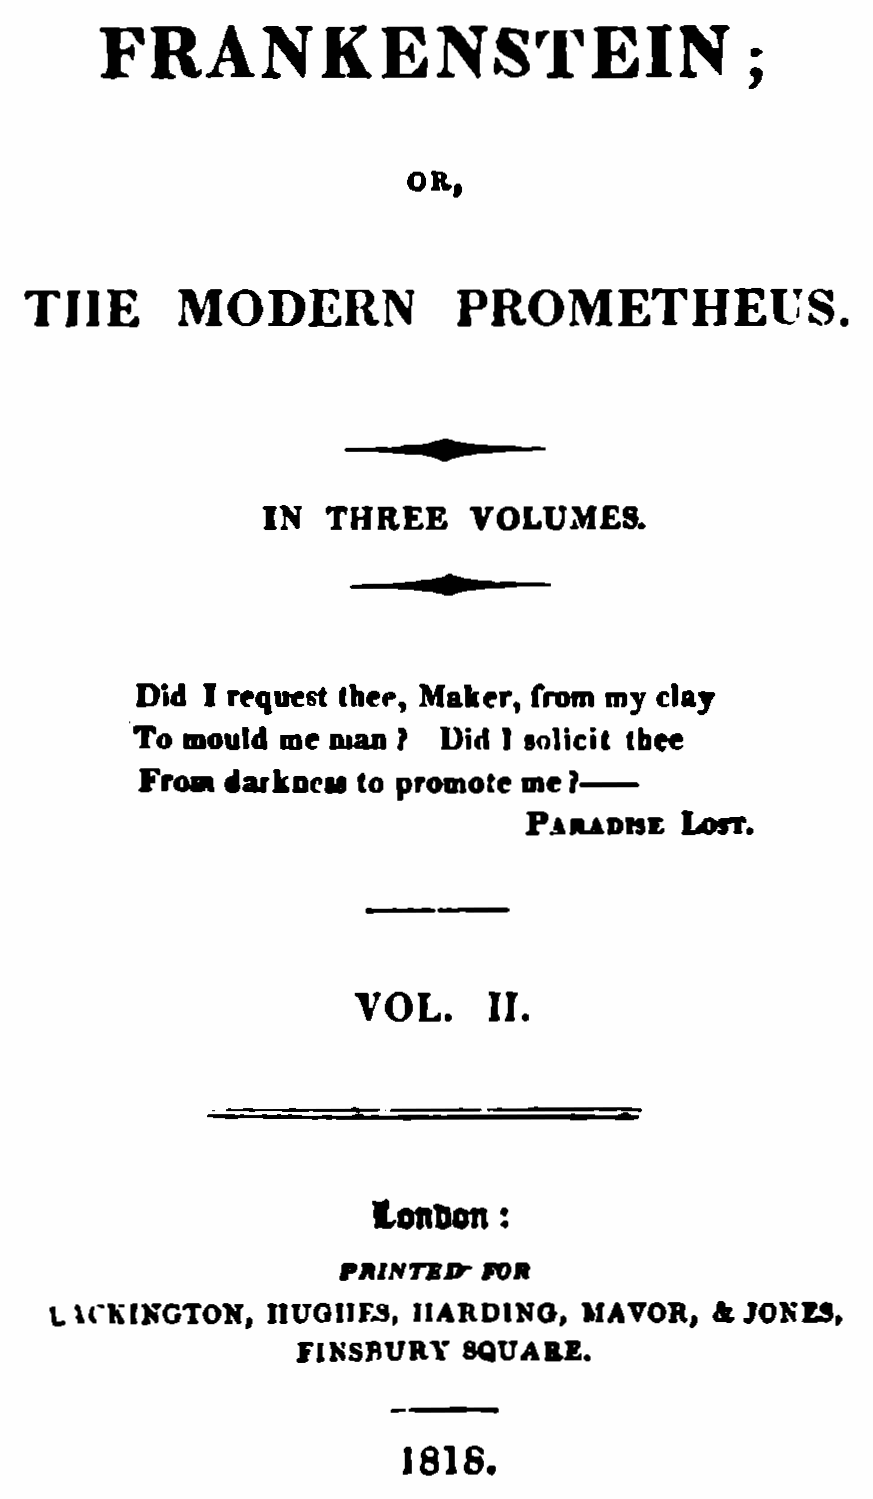 FRANKENSTEIN;
OR,
THE MODERN PROMETHEUS.
IN THREE VOLUMES.
Did I request thee, Maker, from my clay
To mould me man? Did I solicit thee
From darkness to promote me?——
PARADISE LOST.
VOL. II.
London:
PRINTED FOR
LACKINGTON, HUGHES, HARDING, MAVOR, & JONES,
FINSBURY SQUARE.
1818.